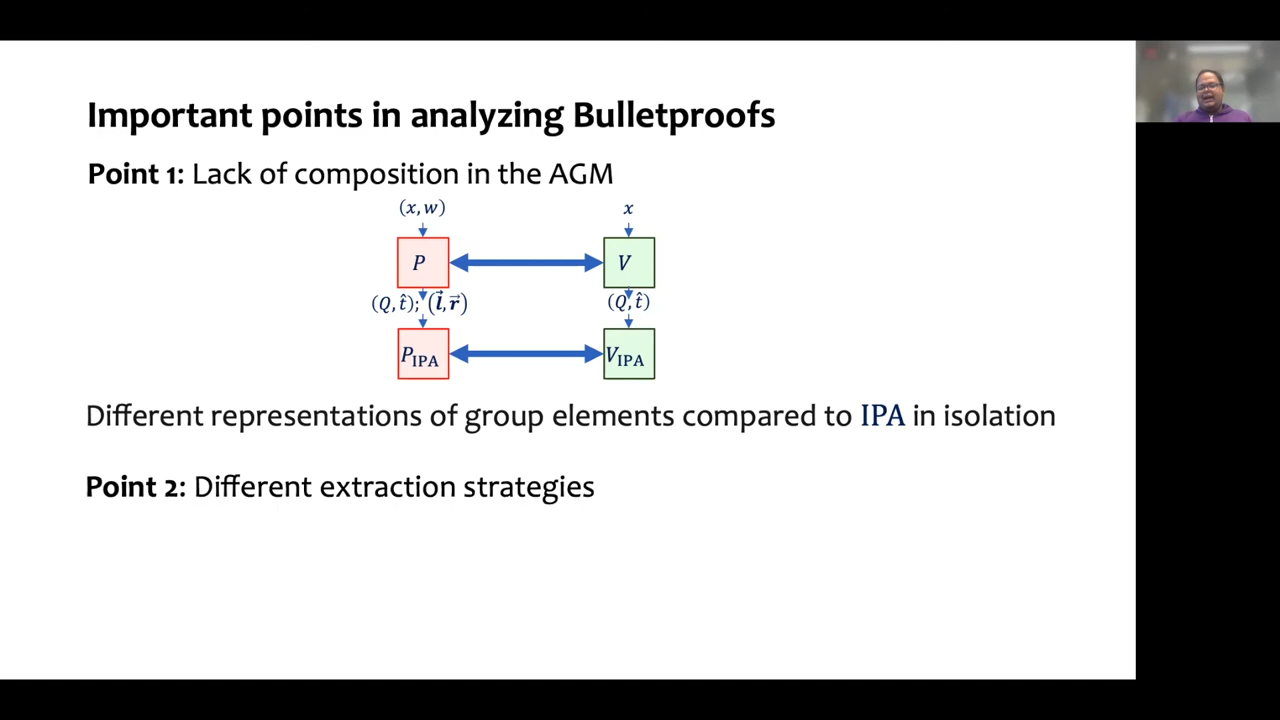 Important points in analyzing Bulletproofs
Point 1: Lack of composition in the AGM
(x, w) x
P V
(Q, t̂); (l⃗, r⃗) (Q, t̂)
P_IPA V_IPA
Different representations of group elements compared to IPA in isolation
Point 2: Different extraction strategies